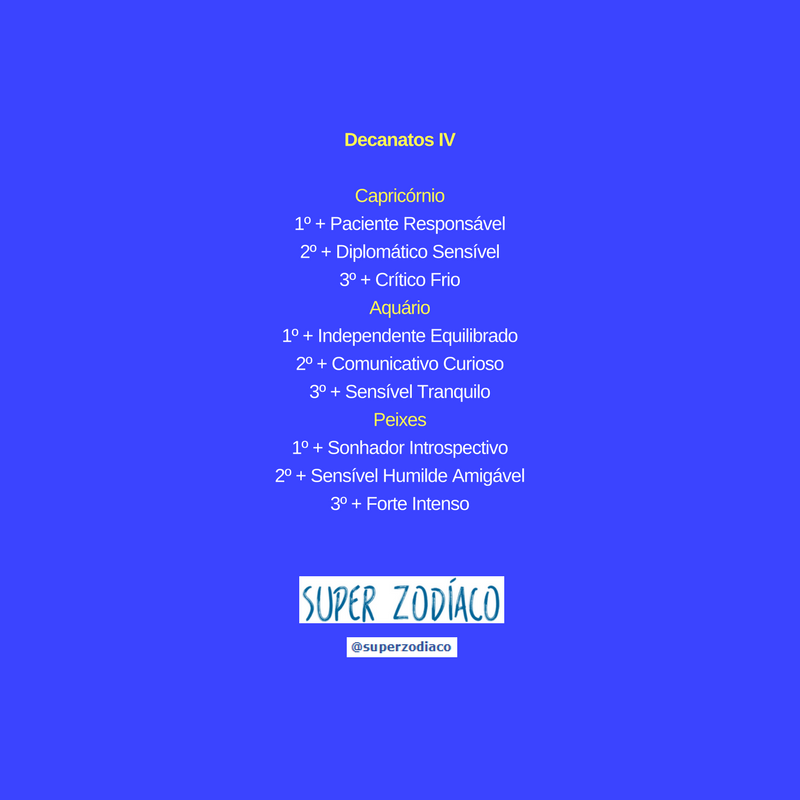 Decanatos IV
Capricórnio
1º + Paciente Responsável
2º + Diplomático Sensível
3º + Crítico Frio
Aquário
1º + Independente Equilibrado
2º + Comunicativo Curioso
3º + Sensível Tranquilo
Peixes
1º + Sonhador Introspectivo
2º + Sensível Humilde Amigável
3º + Forte Intenso
SUPER ZODÍACO
@superzodiaco